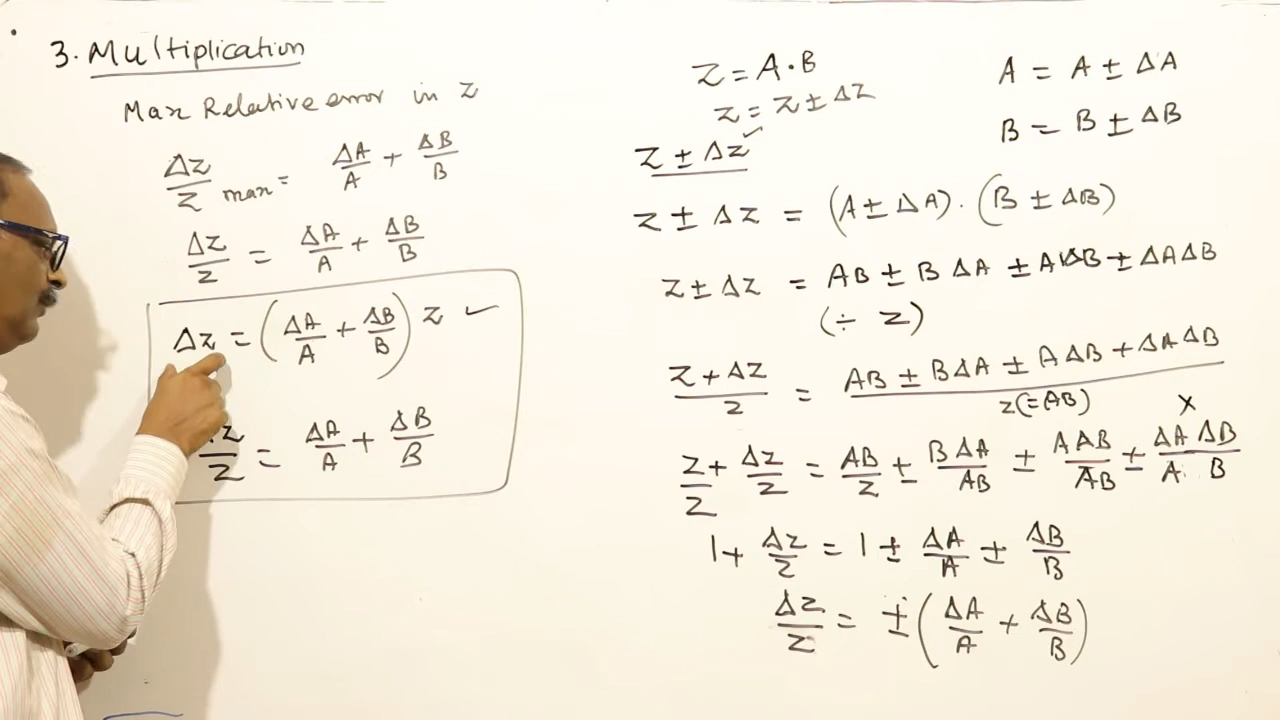 3. Multiplication
Max Relative error in z
Δz/z max = ΔA/A + ΔB/B
Δz/z = ΔA/A + ΔB/B
Δz = (ΔA/A + ΔB/B) z ✓
z/z = ΔA/A + ΔB/B
Z = A·B
z = z ± Δz
z ± Δz ✓
z ± Δz = (A ± ΔA)·(B ± ΔB)
z ± Δz = AB ± BΔA ± AΔB ± ΔAΔB
(÷ z)
z + Δz/z = AB ± BΔA ± AΔB + ΔAΔB/z(=AB)
x
z/z + Δz/z = AB/z ± BΔA/AB ± AΔB/AB ± ΔA/A · ΔB/B
1 + Δz/z = 1 ± ΔA/A ± ΔB/B
Δz/z = ± (ΔA/A + ΔB/B)
A = A ± ΔA
B = B ± ΔB